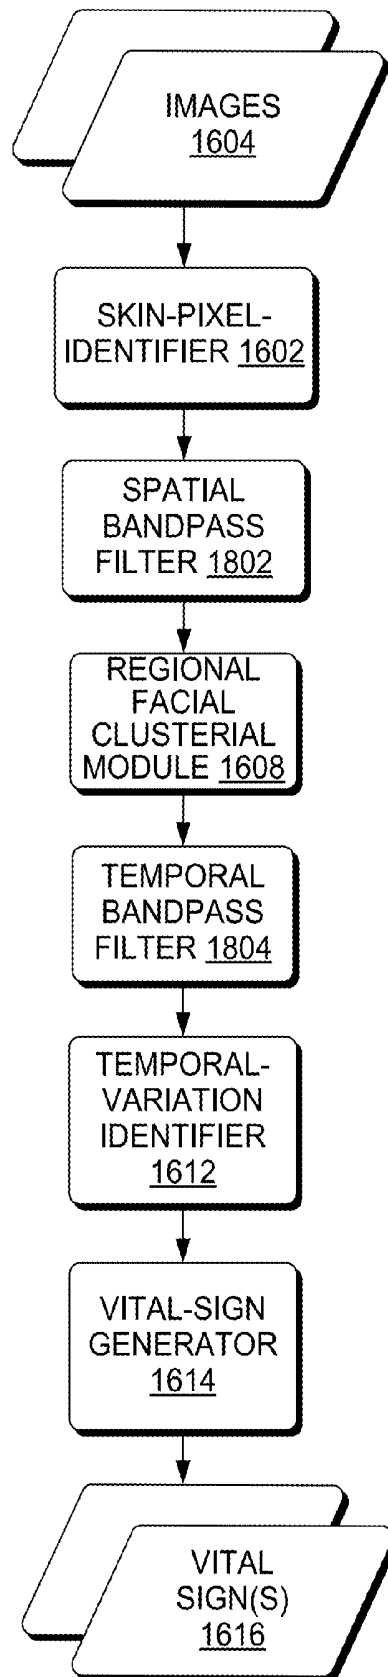 IMAGES
1604
SKIN-PIXEL-
IDENTIFIER 1602
SPATIAL
BANDPASS
FILTER 1802
REGIONAL
FACIAL
CLUSTERIAL
MODULE 1608
TEMPORAL
BANDPASS
FILTER 1804
TEMPORAL-
VARIATION
IDENTIFIER
1612
VITAL-SIGN
GENERATOR
1614
VITAL
SIGN(S)
1616